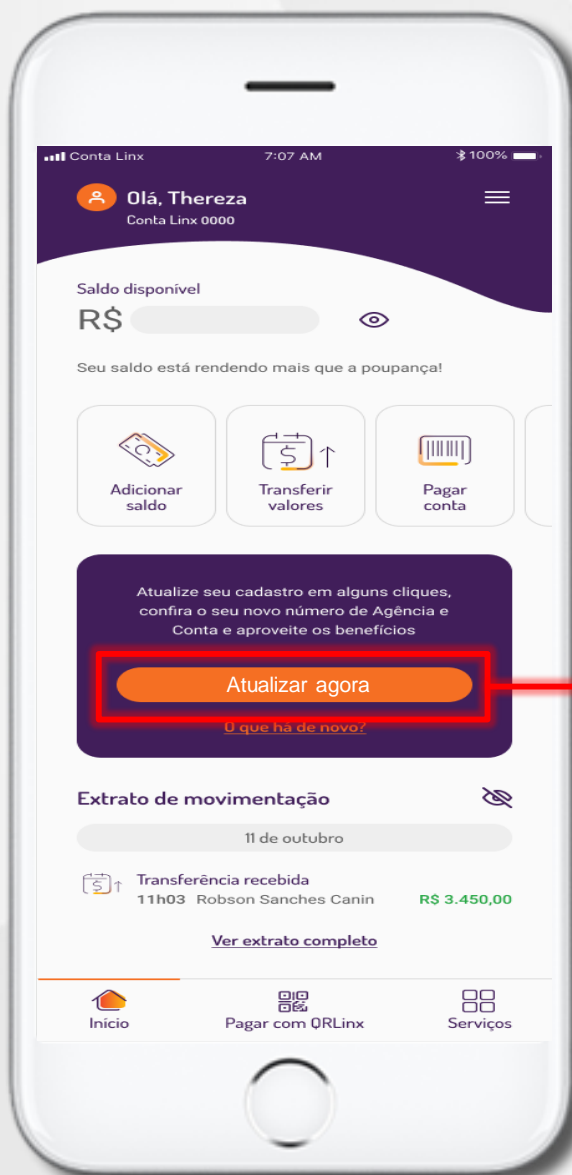 Conta Linx 7:07 AM 100%
Olá, Thereza
Conta Linx 0000
Saldo disponível
R$
Seu saldo está rendendo mais que a poupança!
Adicionar
saldo
Transferir
valores
Pagar
conta
Atualize seu cadastro em alguns cliques,
confira o seu novo número de Agência e
Conta e aproveite os benefícios
Atualizar agora
O que há de novo?
Extrato de movimentação
11 de outubro
Transferência recebida
11h03 Robson Sanches Canin R$ 3.450,00
Ver extrato completo
Início
Pagar com QRLinx
Serviços